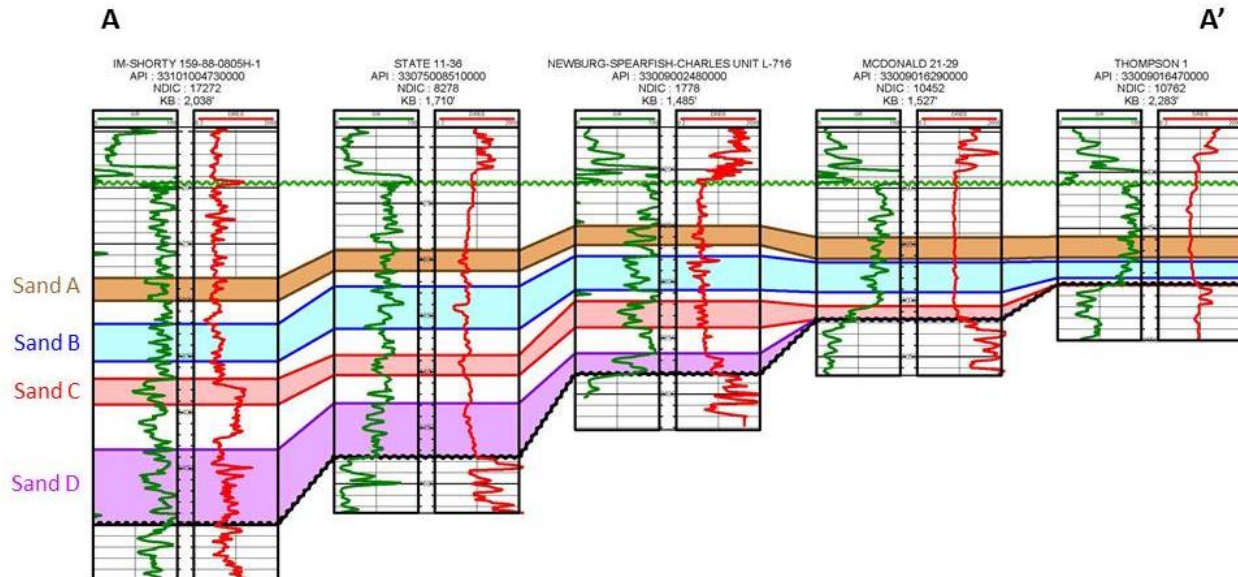 A
A’
IM-SHORTY 159-88-0805H-1
API : 33101004730000
NDIC : 17272
KB : 2,038'
STATE 11-36
API : 33075008510000
NDIC : 8278
KB : 1,710'
NEWBURG-SPEARFISH-CHARLES UNIT L-716
API : 33009002480000
NDIC : 1778
KB : 1,485'
MCDONALD 21-29
API : 33009016290000
NDIC : 10452
KB : 1,527'
THOMPSON 1
API : 33009016470000
NDIC : 10762
KB : 2,283'
Sand A
Sand B
Sand C
Sand D